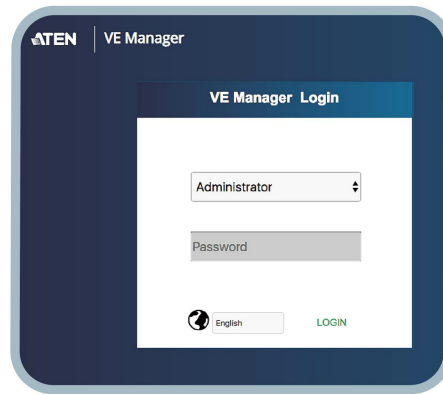 ATEN VE Manager
VE Manager Login
Administrator
Password
English LOGIN